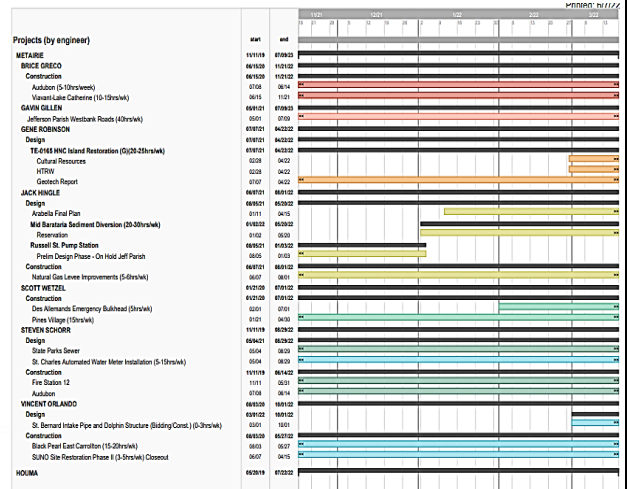 Printed: 6/7/22
11/21 12/21 1/22 2/22 3/22
Projects (by engineer) start end
METAIRIE 11/11/19 07/09/23
BRICE GRECO 06/15/20 11/21/22
Construction 06/15/20 11/21/22
Audubon (5-10hrs/week) 07/08 06/14
Viavant-Lake Catherine (10-15hrs/wk) 06/15 11/21
GAVIN GILLEN 05/01/21 07/09/23
Jefferson Parish Westbank Roads (40hrs/wk) 05/01 07/09
GENE ROBINSON 07/07/21 04/22/22
Design 07/07/21 04/22/22
TE-0165 HNC Island Restoration (G)(20-25hrs/wk) 07/07/21 04/22/22
Cultural Resources 02/28 04/22
HTRW 02/28 04/22
Geotech Report 07/07 04/22
JACK HINGLE 06/07/21 08/01/22
Design 08/05/21 05/20/22
Arabella Final Plan 01/11 04/15
Mid Barataria Sediment Diversion (20-30hrs/wk) 01/02/22 05/20/22
Reservation 01/02 05/20
Russell St. Pump Station 08/05/21 01/03/22
Prelim Design Phase - On Hold Jeff Parish 08/05 01/03
Construction 06/07/21 08/01/22
Natural Gas Levee Improvements (5-6hrs/wk) 06/07 08/01
SCOTT WETZEL 01/21/20 07/01/22
Construction 01/21/20 07/01/22
Des Allemands Emergency Bulkhead (5hrs/wk) 02/01 07/01
Pines Village (15hrs/wk) 01/21 04/30
STEVEN SCHORR 11/11/19 08/29/22
Design 05/04/21 08/29/22
State Parks Sewer 05/04 08/29
St. Charles Automated Water Meter Installation (5-15hrs/wk) 05/04 08/29
Construction 11/11/19 06/14/22
Fire Station 12 11/11 05/31
Audubon 07/08 06/14
VINCENT ORLANDO 08/03/20 10/01/22
Design 03/01/22 10/01/22
St. Bernard Intake Pipe and Dolphin Structure (Bidding/Const.) (0-3hrs/wk) 03/01 10/01
Construction 08/03/20 05/27/22
Black Pearl East Carrollton (15-20hrs/wk) 08/03 05/27
SUNO Site Restoration Phase II (3-5hrs/wk) Closeout 06/07 04/15
HOUMA 05/20/19 07/22/22